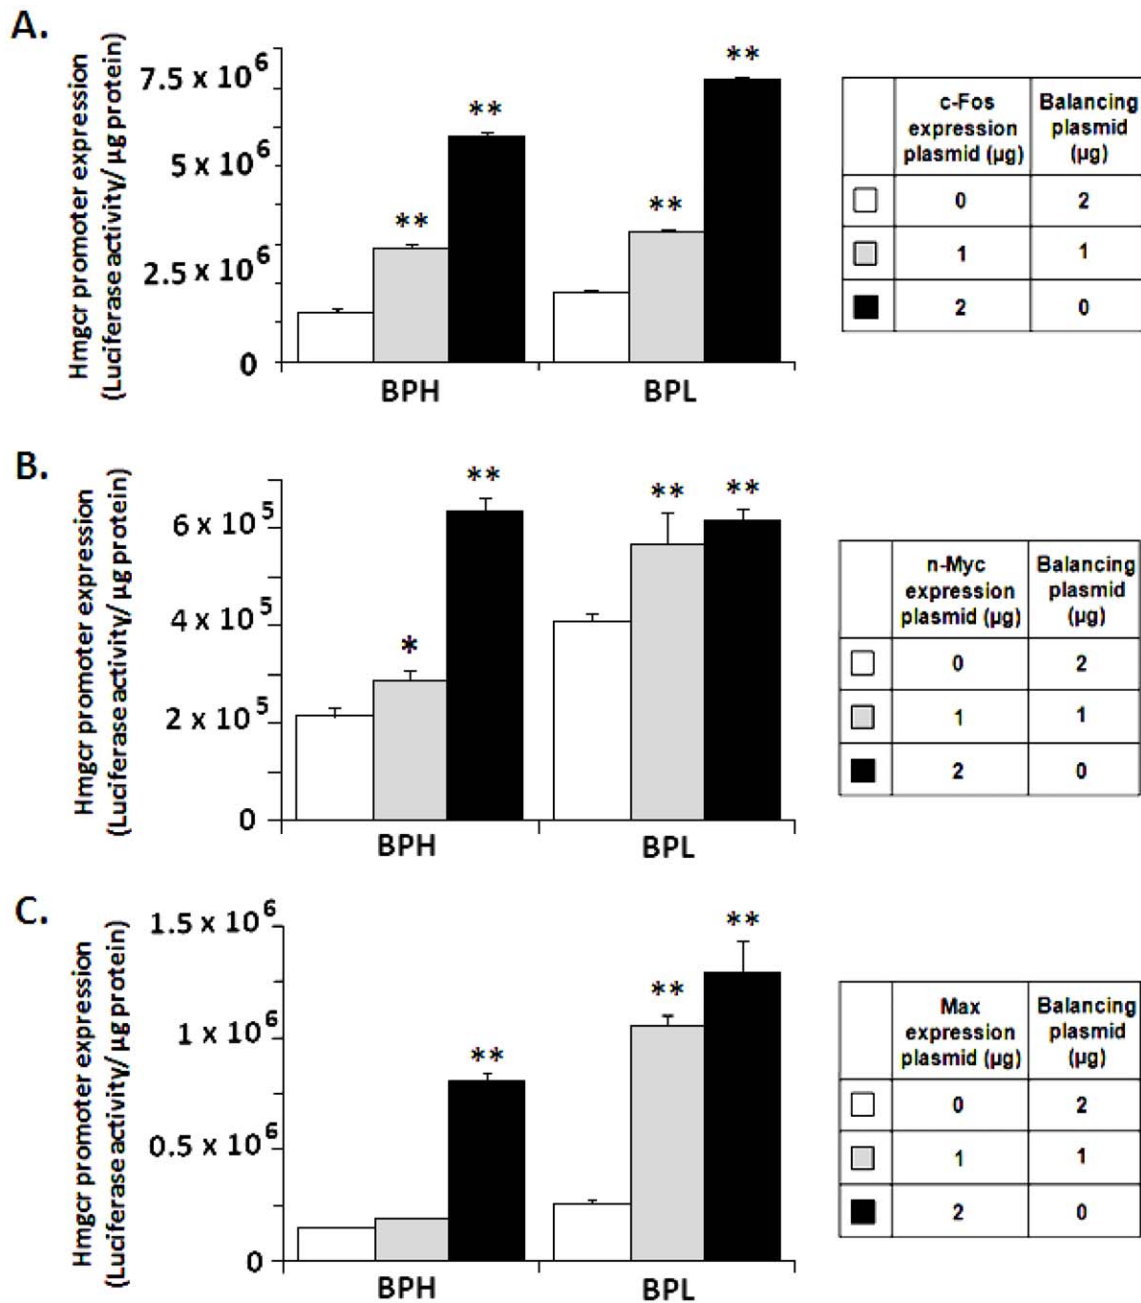 A.
Hmgcr promoter expression
(Luciferase activity/ µg protein)
7.5 x 10^6
5 x 10^6
2.5 x 10^6
0
**
**
**
**
BPH
BPL
c-Fos
expression
plasmid (µg)
Balancing
plasmid
(µg)
0
2
1
1
2
0
B.
Hmgcr promoter expression
(Luciferase activity/ µg protein)
6 x 10^5
4 x 10^5
2 x 10^5
0
*
**
**
**
BPH
BPL
n-Myc
expression
plasmid (µg)
Balancing
plasmid
(µg)
0
2
1
1
2
0
C.
Hmgcr promoter expression
(Luciferase activity/ µg protein)
1.5 x 10^6
1 x 10^6
0.5 x 10^6
0
**
**
**
BPH
BPL
Max
expression
plasmid (µg)
Balancing
plasmid
(µg)
0
2
1
1
2
0